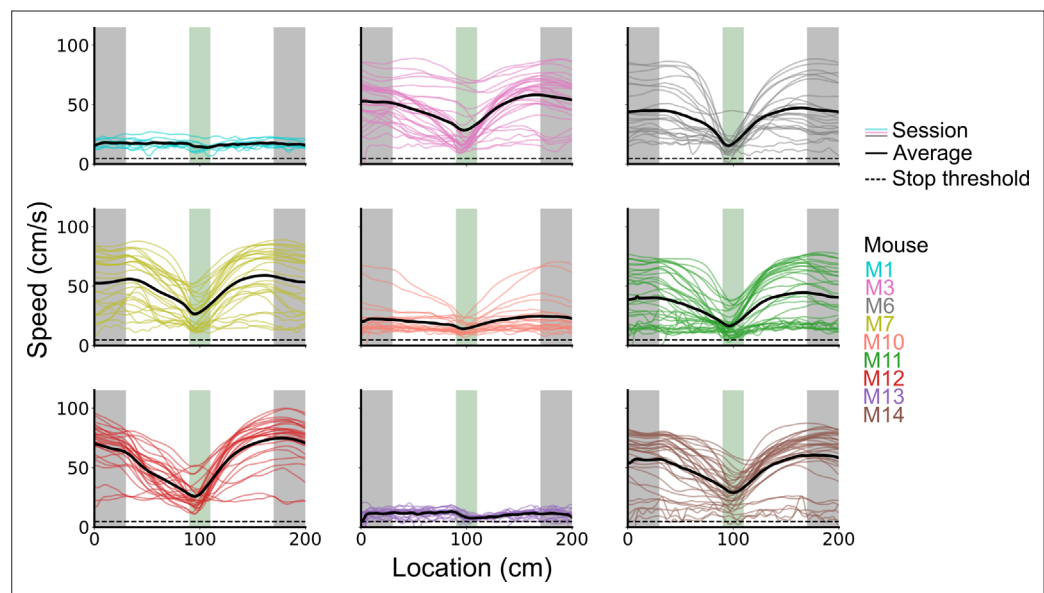 100
50
0
Session
Average
Stop threshold
Speed (cm/s)
100
50
0
Mouse
M1
M3
M6
M7
M10
M11
M12
M13
M14
100
50
0
0 100 200
0 100 200
0 100 200
Location (cm)